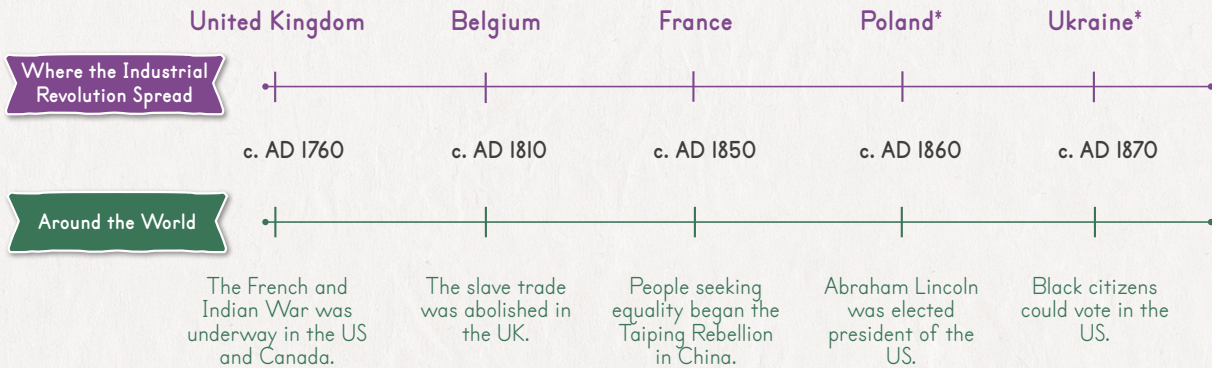 United Kingdom Belgium France Poland* Ukraine*
Where the Industrial
Revolution Spread
c. AD 1760 c. AD 1810 c. AD 1850 c. AD 1860 c. AD 1870
Around the World
The French and
Indian War was
underway in the US
and Canada.
The slave trade
was abolished in
the UK.
People seeking
equality began the
Taiping Rebellion
in China.
Abraham Lincoln
was elected
president of the
US.
Black citizens
could vote in the
US.